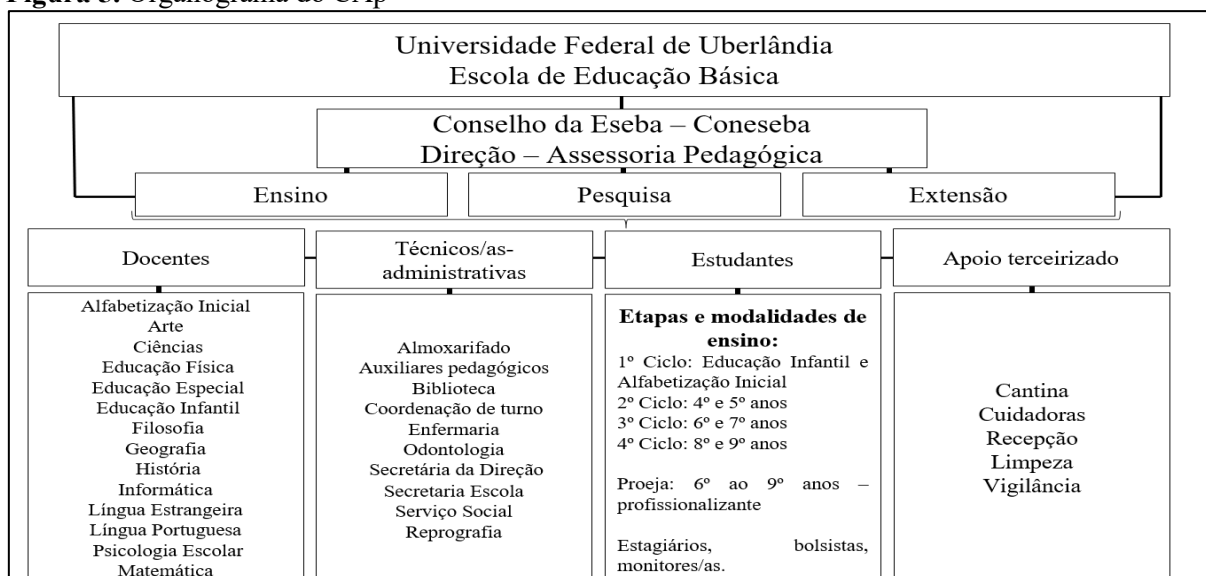 Figura 3. Organograma do CAp
Universidade Federal de Uberlândia
Escola de Educação Básica
Conselho da Eseba – Coneseba
Direção – Assessoria Pedagógica
Ensino
Pesquisa
Extensão
Docentes
Técnicos/as-
administrativas
Estudantes
Apoio terceirizado
Alfabetização Inicial
Arte
Ciências
Educação Física
Educação Especial
Educação Infantil
Filosofia
Geografia
História
Informática
Língua Estrangeira
Língua Portuguesa
Psicologia Escolar
Matemática
Almoxarifado
Auxiliares pedagógicos
Biblioteca
Coordenação de turno
Enfermaria
Odontologia
Secretária da Direção
Secretaria Escola
Serviço Social
Reprografia
Etapas e modalidades de
ensino:
1º Ciclo: Educação Infantil e
Alfabetização Inicial
2º Ciclo: 4º e 5º anos
3º Ciclo: 6º e 7º anos
4º Ciclo: 8º e 9º anos
Proeja: 6º ao 9º anos –
profissionalizante
Estagiários, bolsistas,
monitores/as.
Cantina
Cuidadoras
Recepção
Limpeza
Vigilância